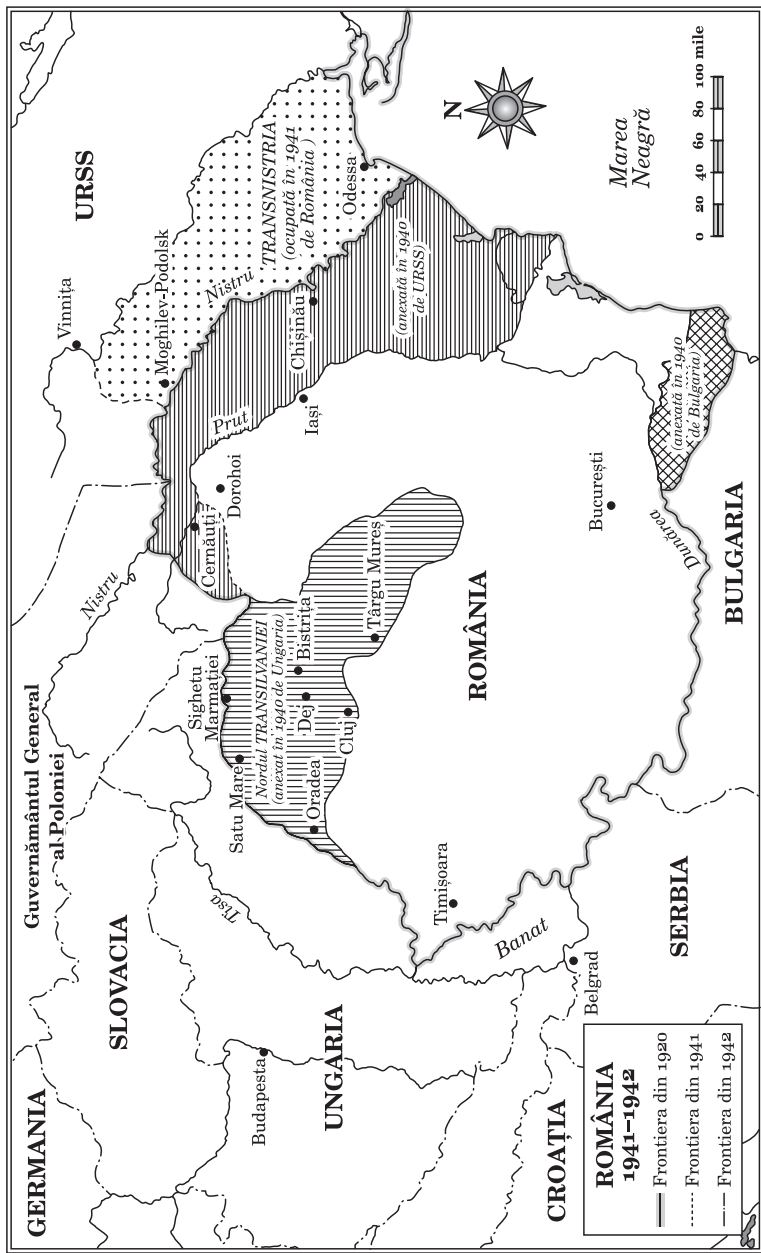 GERMANIA
Guvernământul General
al Poloniei
SLOVACIA
URSS
Vinnița
Moghilev-Podolsk
TRANSNISTRIA
(ocupată în 1941
de România )
Nistru
Nistru
Odessa
Chișinău
(anexată în 1940
de URSS)
Prut
Iași
Dorohoi
Cernăuți
Sighetu
Marmației
Satu Mare
Nordul TRANSILVANIEI
(anexat în 1940 de Ungaria)
Bistrița
Dej
Târgu Mureș
Cluj
Oradea
Tisa
Budapesta
UNGARIA
ROMÂNIA
Timișoara
Banat
București
Dunărea
(anexată în 1940
de Bulgaria)
Belgrad
SERBIA
BULGARIA
CROAȚIA
N
Marea
Neagră
0 20 40 60 80 100 mile
ROMÂNIA
1941–1942
Frontiera din 1920
Frontiera din 1941
Frontiera din 1942